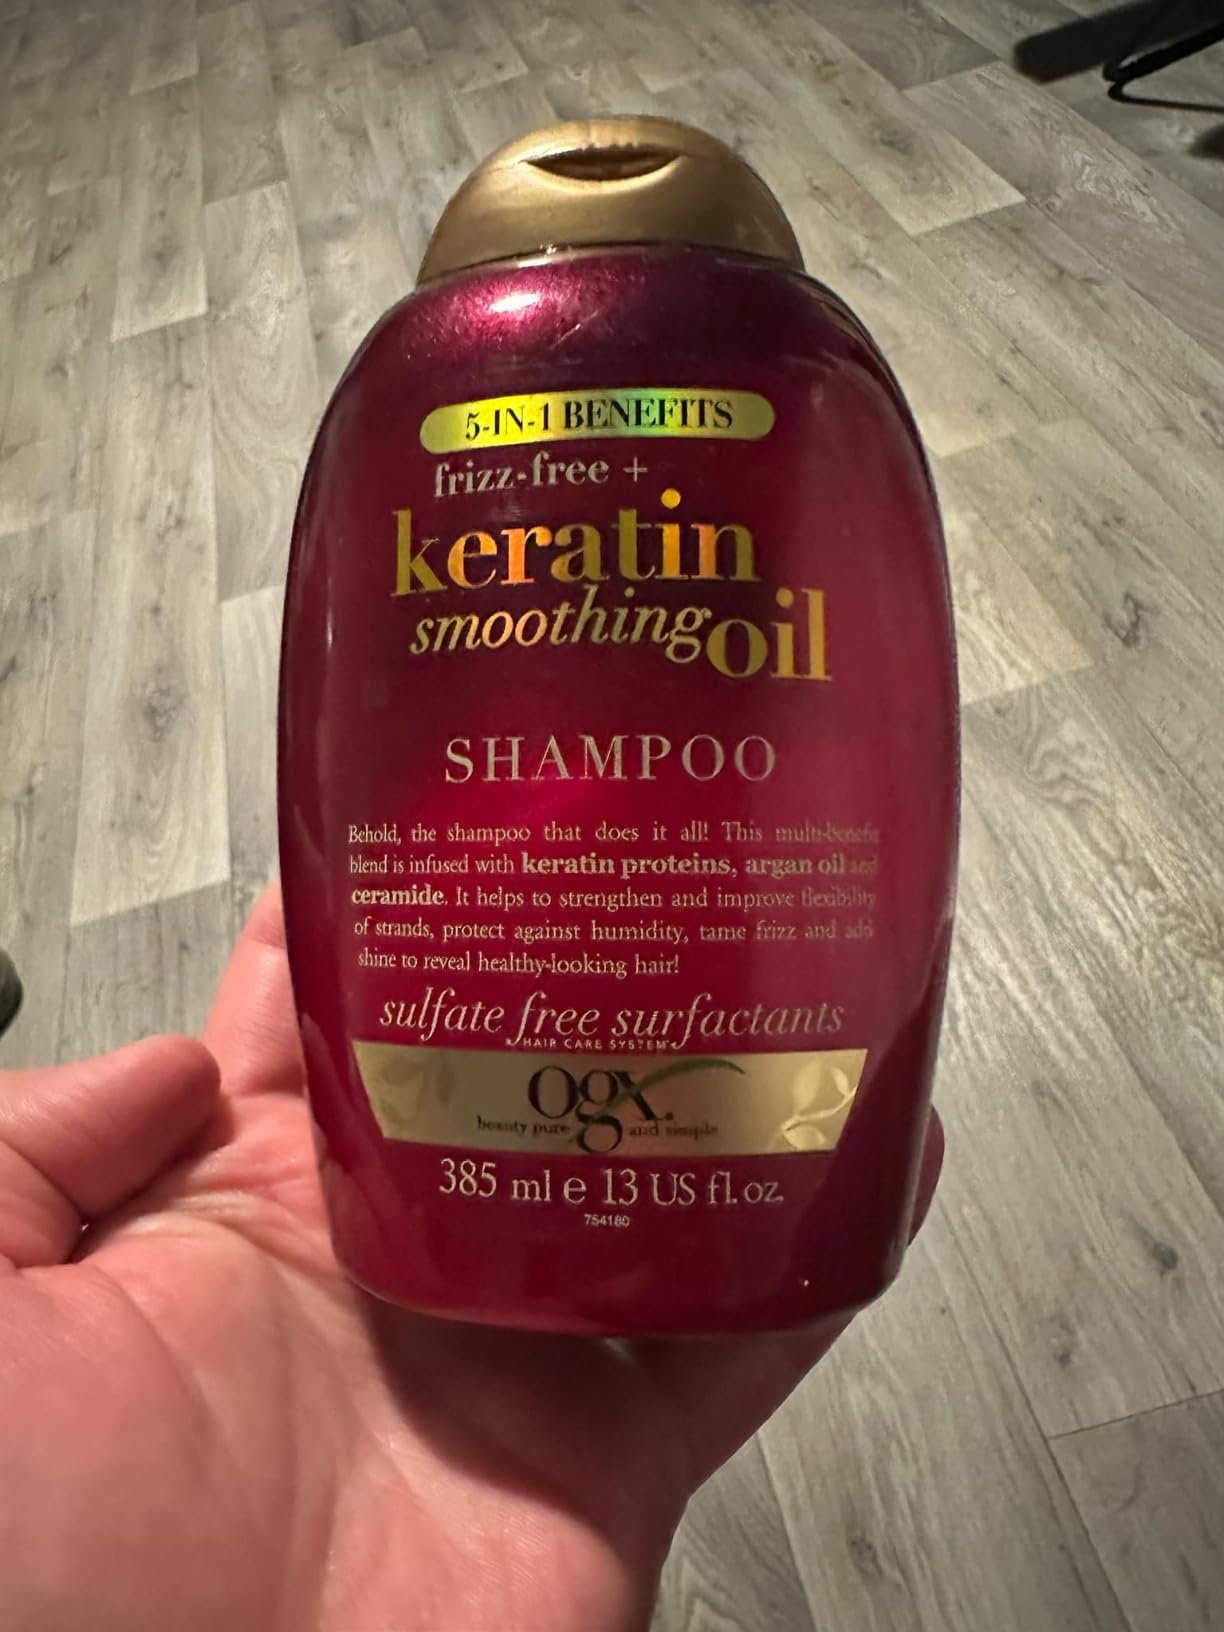 5-IN-1 BENEFITS
frizz-free +
keratin
smoothing oil
SHAMPOO
Behold, the shampoo that does it all! This multi-benefit
blend is infused with keratin proteins, argan oil and
ceramide. It helps to strengthen and improve flexibility
of strands, protect against humidity, tame frizz and add
shine to reveal healthy-looking hair!
sulfate free surfactants
HAIR CARE SYSTEM
ogx
beauty pure and simple
385 ml e 13 US fl. oz.
754180